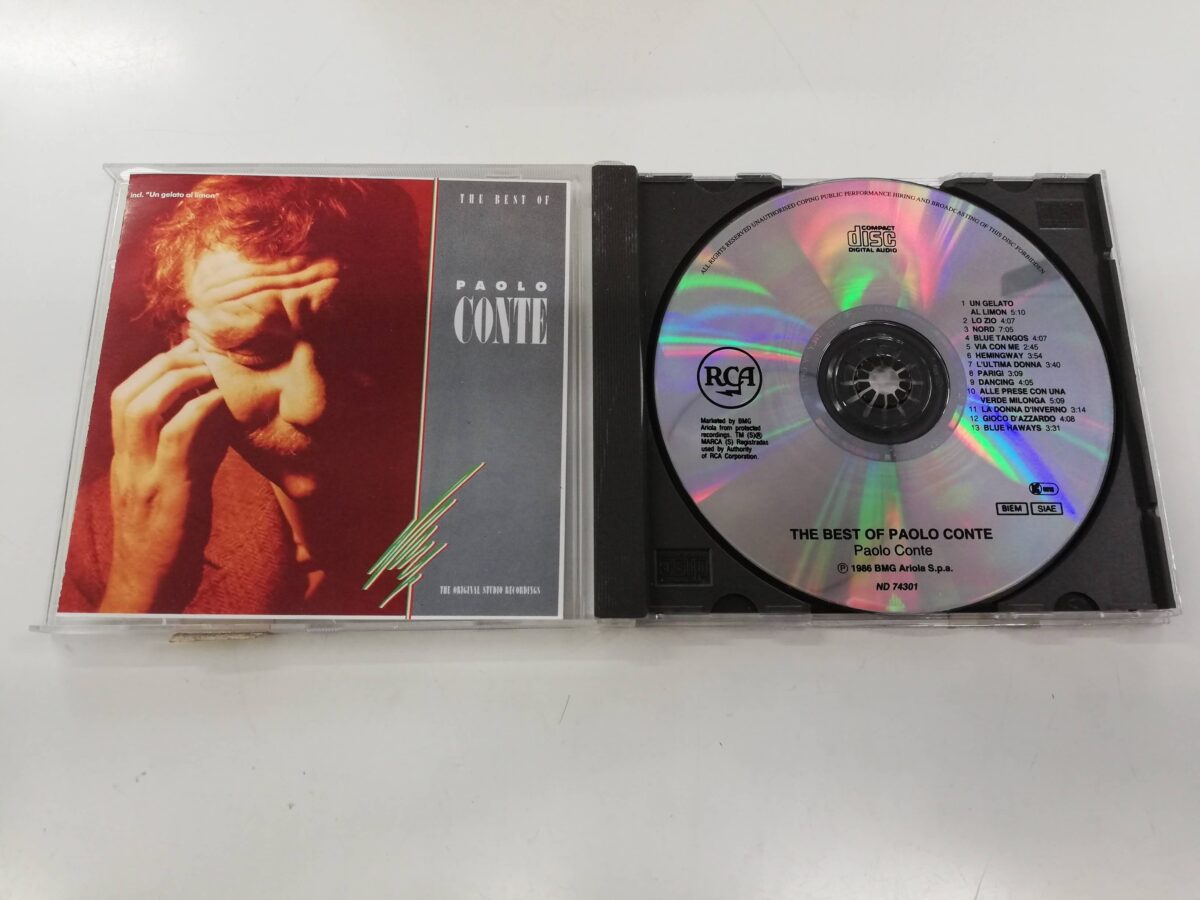 incl. "Un gelato al limon"
THE BEST OF
PAOLO
CONTE
THE ORIGINAL STUDIO RECORDINGS
ALL RIGHTS RESERVED UNAUTHORISED COPING PUBLIC PERFORMANCE HIRING AND BROADCASTING OF THIS DISC FORBIDDEN
COMPACT
disc
DIGITAL AUDIO
1 UN GELATO
AL LIMON 5:10
2 LO ZIO 4:07
3 NORD 7:05
4 BLUE TANGOS 4:07
5 VIA CON ME 2:45
6 HEMINGWAY 3:54
7 L'ULTIMA DONNA 3:40
8 PARIGI 3:09
9 DANCING 4:05
10 ALLE PRESE CON UNA
VERDE MILONGA 5:09
11 LA DONNA D'INVERNO 3:14
12 GIOCO D'AZZARDO 4:08
13 BLUE HAWAYS 3:31
RCA
Marketed by BMG
Ariola from protected
recordings. TM (S)®
MARCA (S) Registradas
used by Authority
of RCA Corporation.
BIEM SIAE
THE BEST OF PAOLO CONTE
Paolo Conte
℗ 1986 BMG Ariola S.p.a.
ND 74301